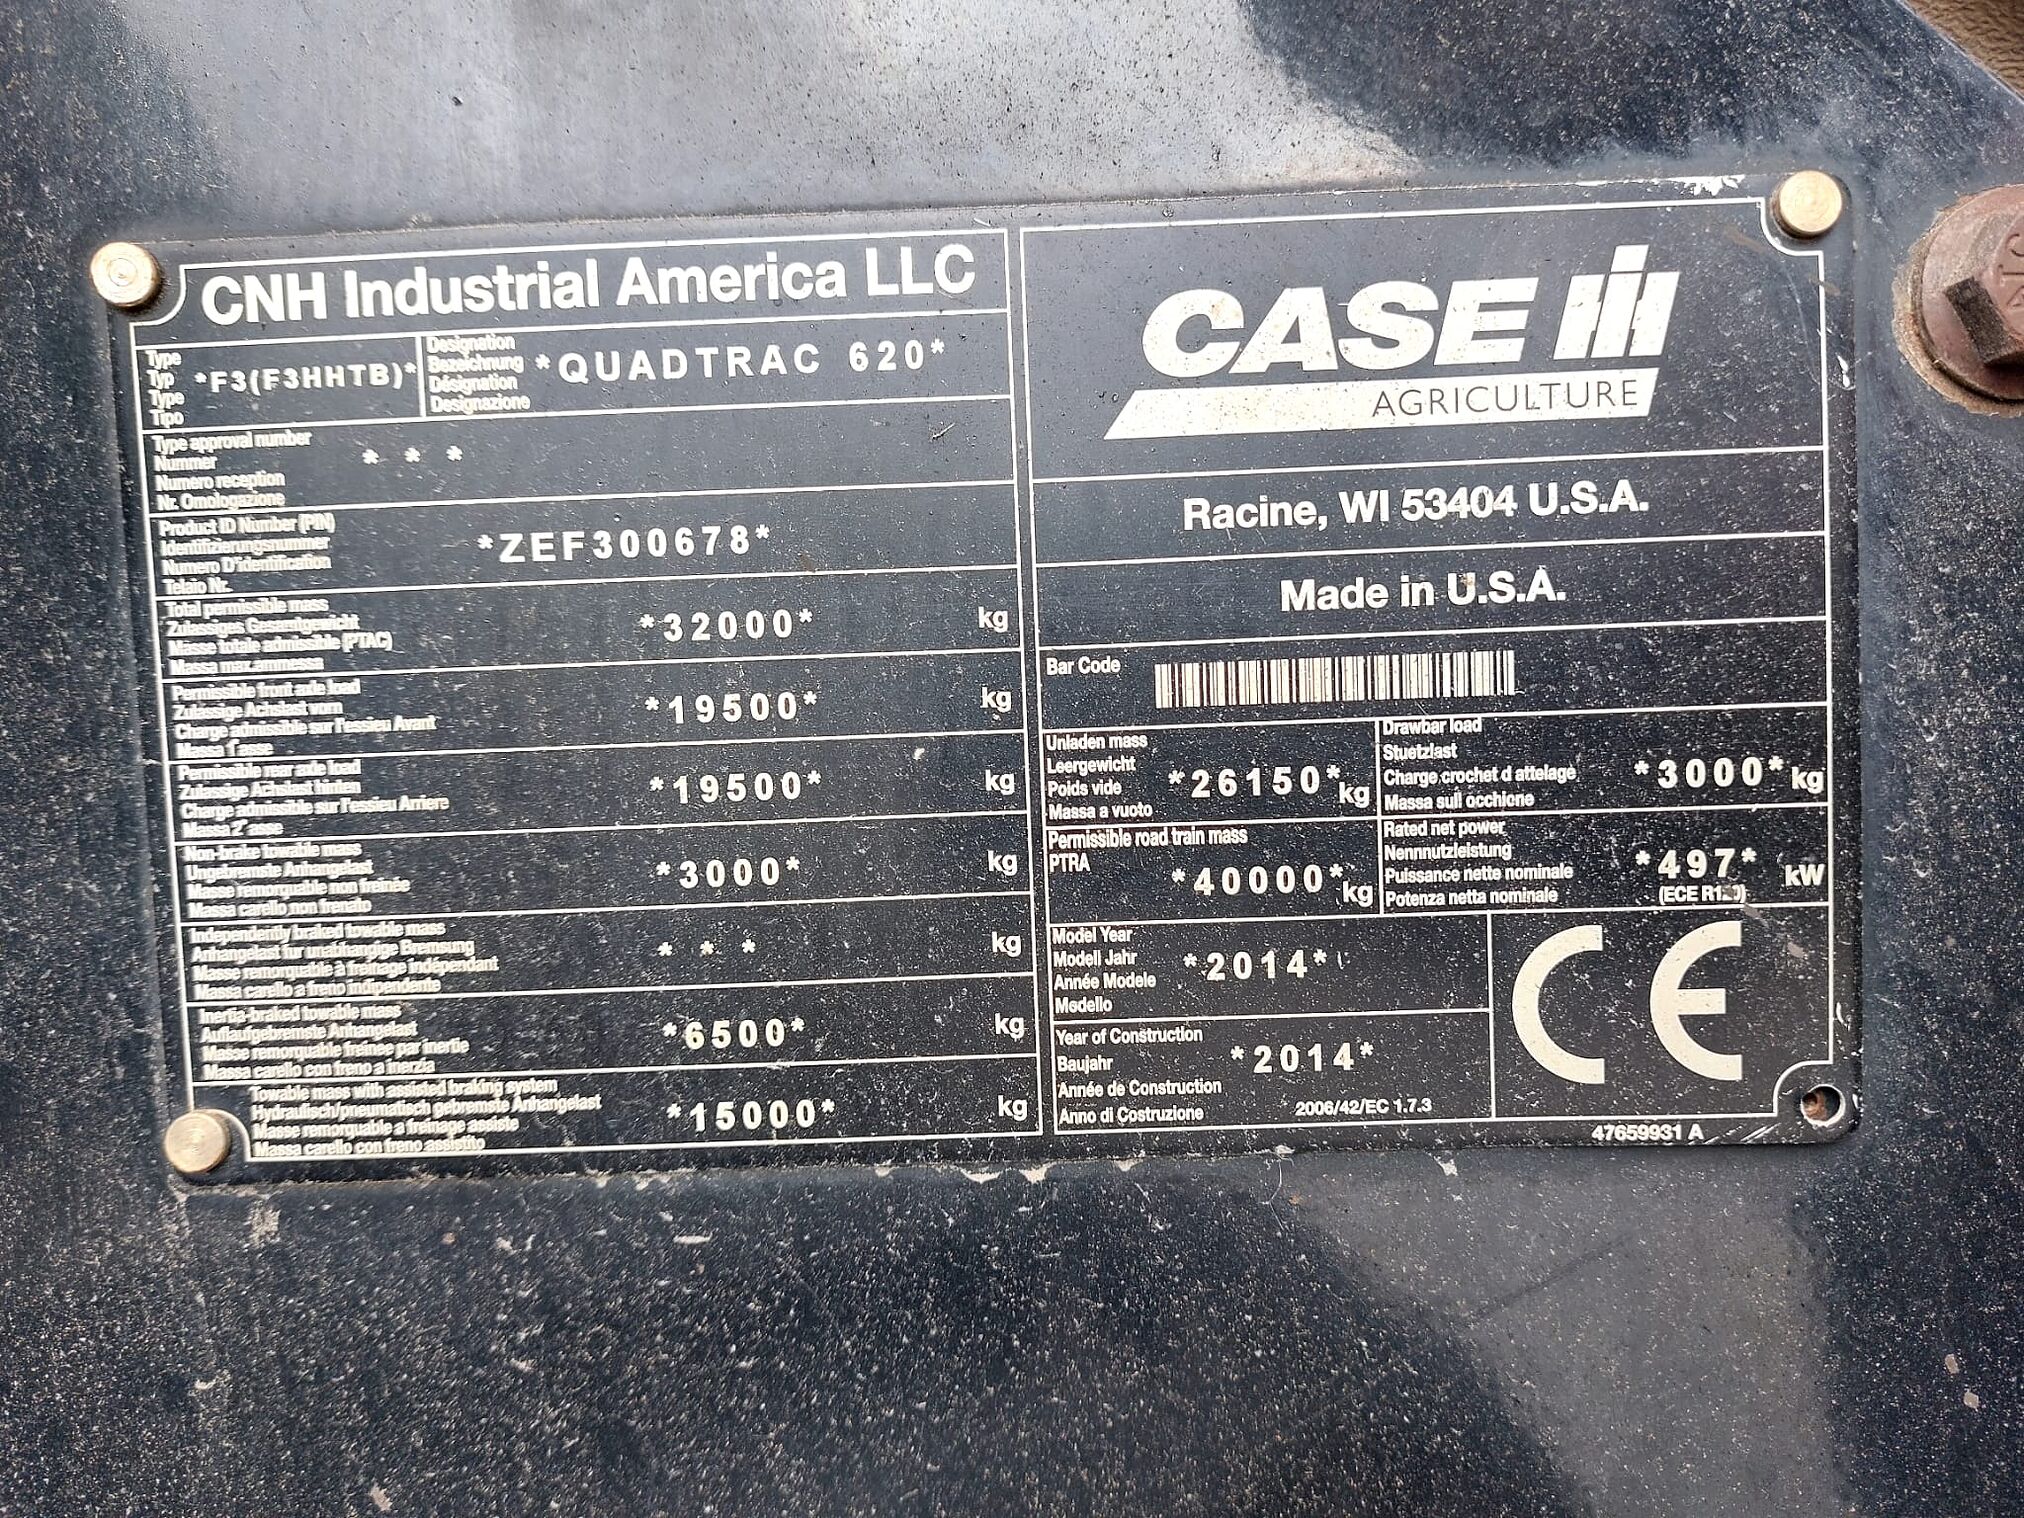 CNH Industrial America LLC
Type
Typ
Type
Tipo
*F3(F3HHTB)*
Designation
Bezeichnung
Désignation
Designazione
*QUADTRAC 620*
Type approval number
Nummer
Numero reception
Nr. Omologazione
* * *
Product ID Number (PIN)
Identifizierungsnummer
Numero D'identification
Telaio Nr.
*ZEF300678*
Total permissible mass
Zulassiges Gesamtgewicht
Masse totale admissible (PTAC)
Massa max.ammessa
*32000* kg
Permissible front axle load
Zulassige Achslast vorn
Charge admissible sur l'essieu Avant
Massa 1° asse
*19500* kg
Permissible rear axle load
Zulassige Achslast hinten
Charge admissible sur l'essieu Arriere
Massa 2° asse
*19500* kg
Non-brake towable mass
Ungebremste Anhangelast
Masse remorquable non freinée
Massa carello non frenato
*3000* kg
Independently braked towable mass
Anhangelast für unabhangige Bremsung
Masse remorquable à freinage indépendant
Massa carello a freno indipendente
* * * kg
Inertia-braked towable mass
Auflaufgebremste Anhangelast
Masse remorquable freinée par inertie
Massa carello con freno a inerzia
*6500* kg
Towable mass with assisted braking system
Hydraulisch/pneumatisch gebremste Anhangelast
Masse remorquable a freinage assiste
Massa carello con freno assistito
*15000* kg
CASE IH
AGRICULTURE
Racine, WI 53404 U.S.A.
Made in U.S.A.
Bar Code
Unladen mass
Leergewicht
Poids vide
Massa a vuoto
*26150* kg
Drawbar load
Stuetzlast
Charge crochet d attelage
Massa sull occhione
*3000* kg
Permissible road train mass
PTRA
*40000* kg
Rated net power
Nennnutzleistung
Puissance nette nominale
Potenza netta nominale
*497* kW
(ECE R120)
Model Year
Modell Jahr
Année Modele
Modello
*2014*
Year of Construction
Baujahr
Année de Construction
Anno di Costruzione
*2014*
2006/42/EC 1.7.3
CE
47659931 A